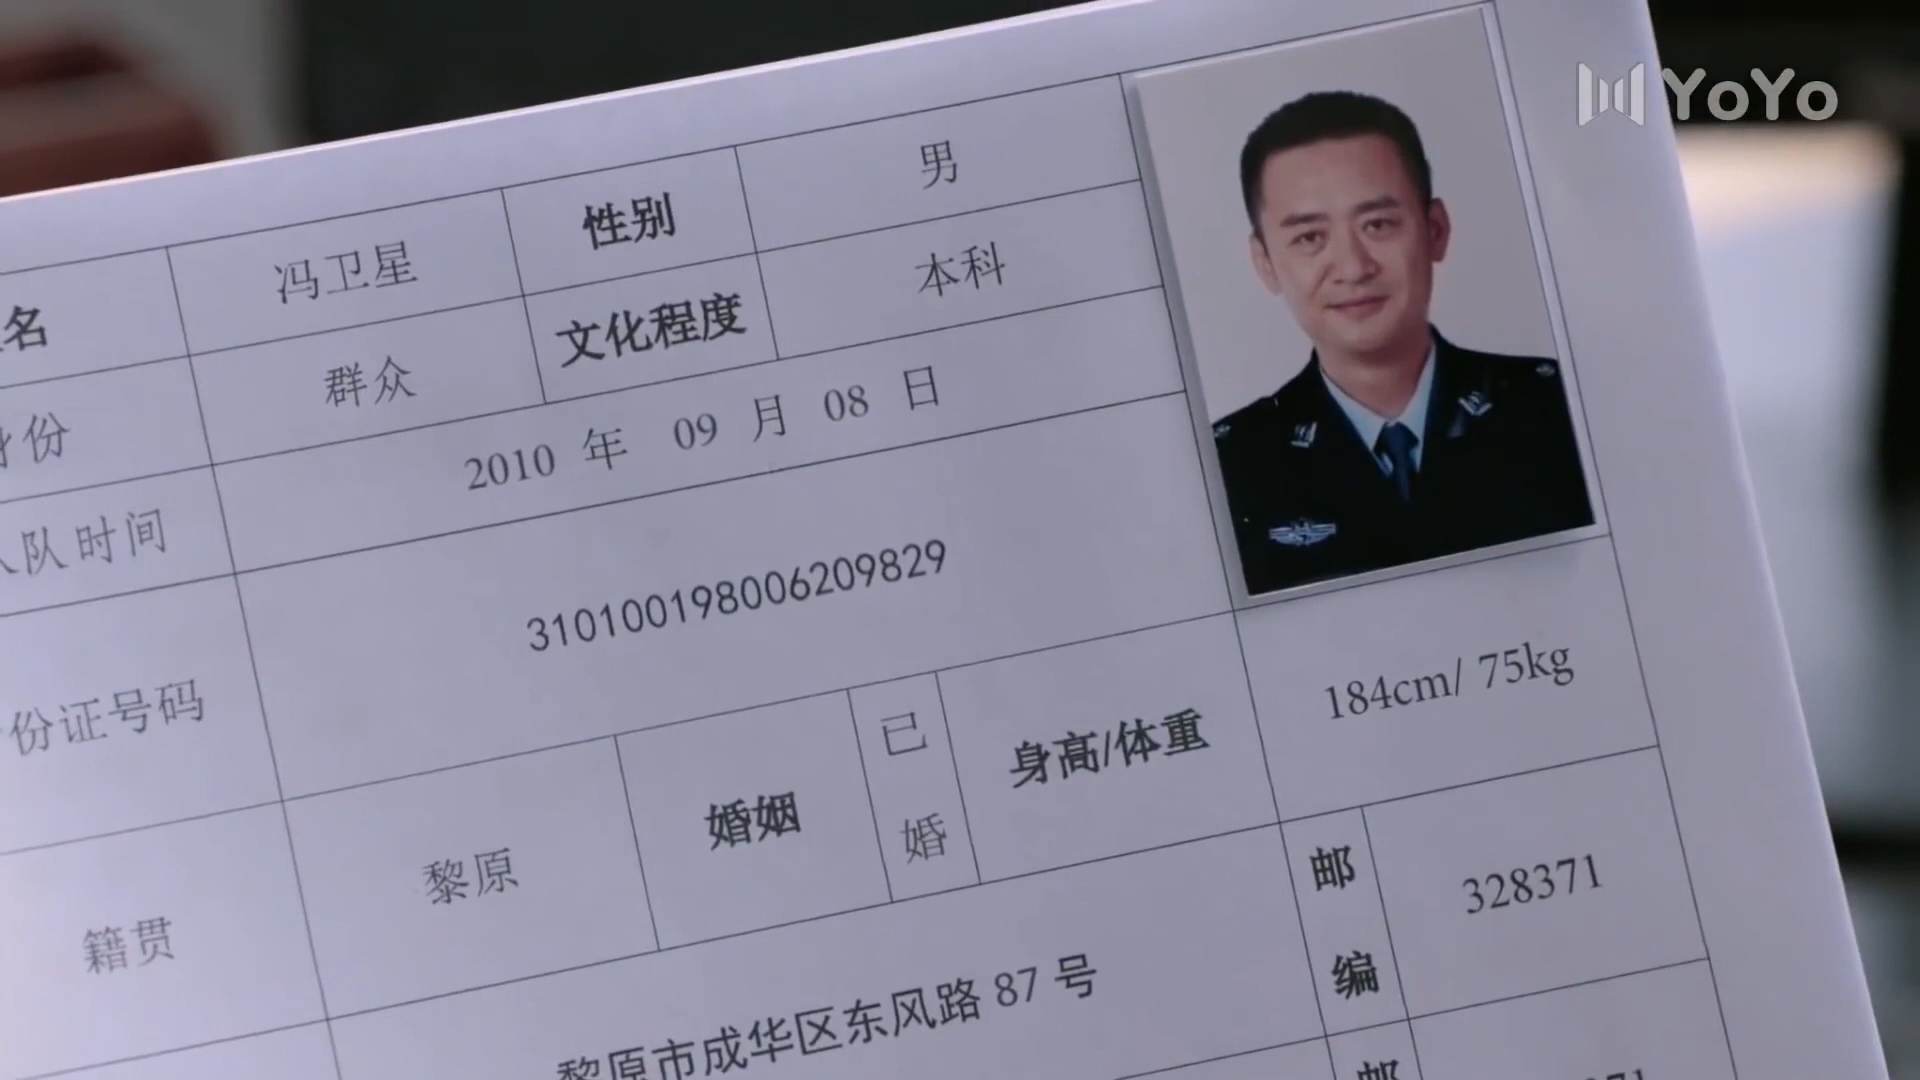 YoYo
名 冯卫星 性别 男
身份 群众 文化程度 本科
入队时间 2010 年 09 月 08 日
份证号码 310100198006209829
籍贯 黎原 婚姻 已婚 身高/体重 184cm/ 75kg
黎原市成华区东风路 87 号 邮编 328371